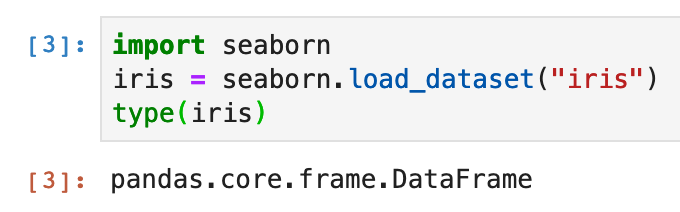 [3]: import seaborn
iris = seaborn.load_dataset("iris")
type(iris)
[3]: pandas.core.frame.DataFrame